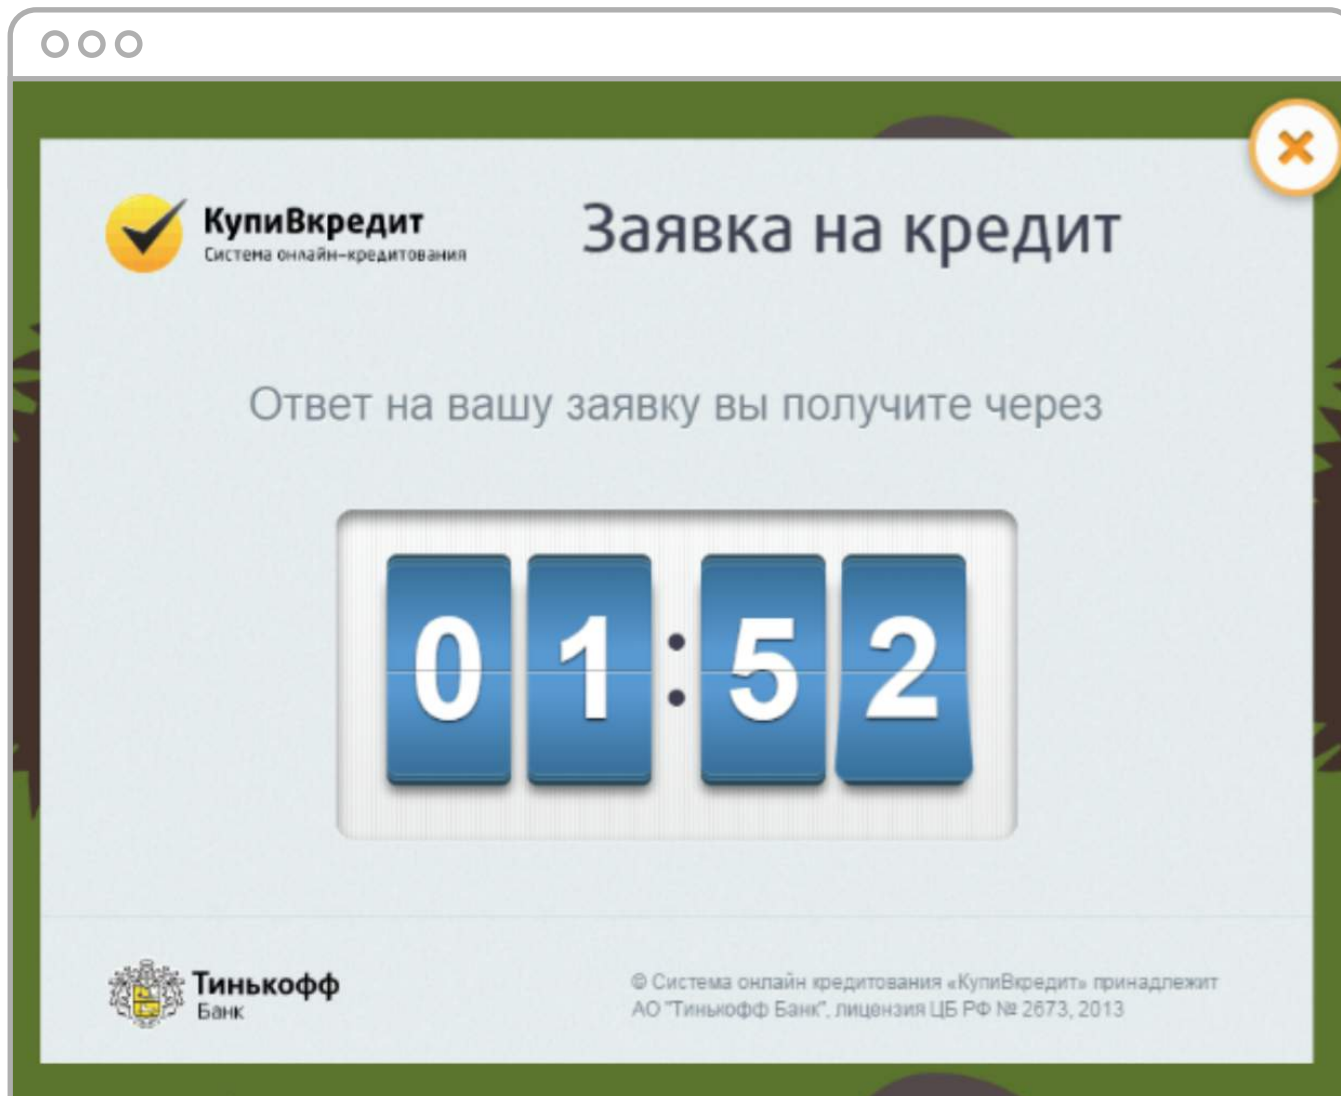 КупиВкредит
Система онлайн-кредитования
Заявка на кредит
Ответ на вашу заявку вы получите через
01:52
Тинькофф
Банк
© Система онлайн кредитования «КупиВкредит» принадлежит
АО "Тинькофф Банк", лицензия ЦБ РФ № 2673, 2013